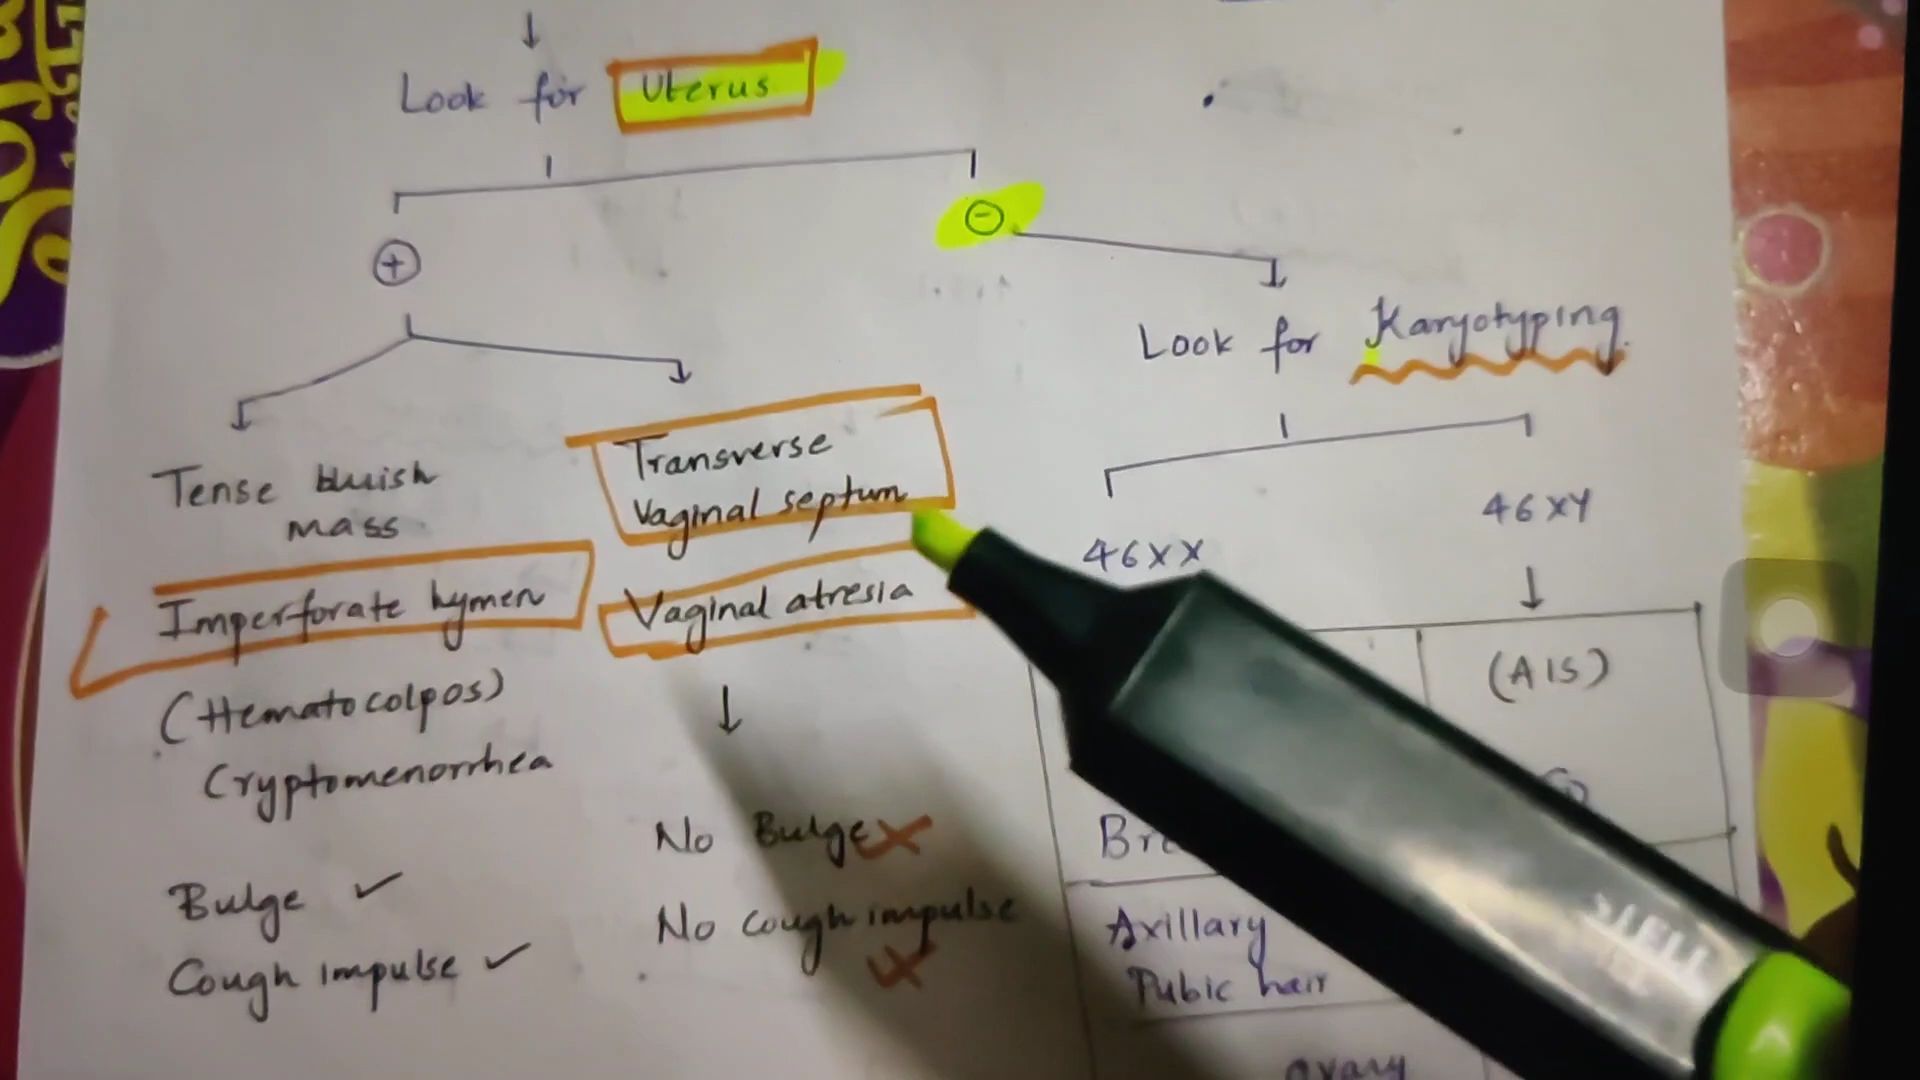 Look for Uterus
+
-
Look for Karyotyping
Tense bluish
mass
Transverse
Vaginal septum
46XX
46XY
Imperforate hymen
Vaginal atresia
(AIS)
(Hematocolpos)
Cryptomenorrhea
No Bulge
Bulge
No cough impulse
Axillary
Pubic hair
Cough impulse
ovary